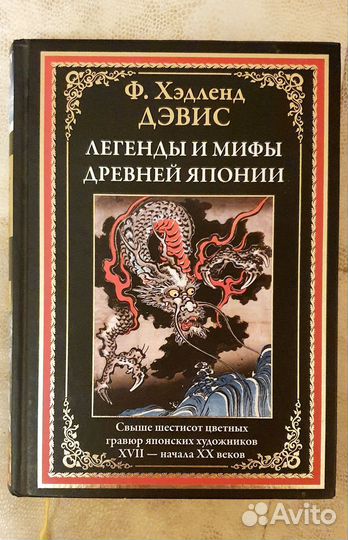 Ф. Хэдленд
ДЭВИС
ЛЕГЕНДЫ И МИФЫ
ДРЕВНЕЙ ЯПОНИИ
Свыше шестисот цветных
гравюр японских художников
XVII — начала XX веков
Avito